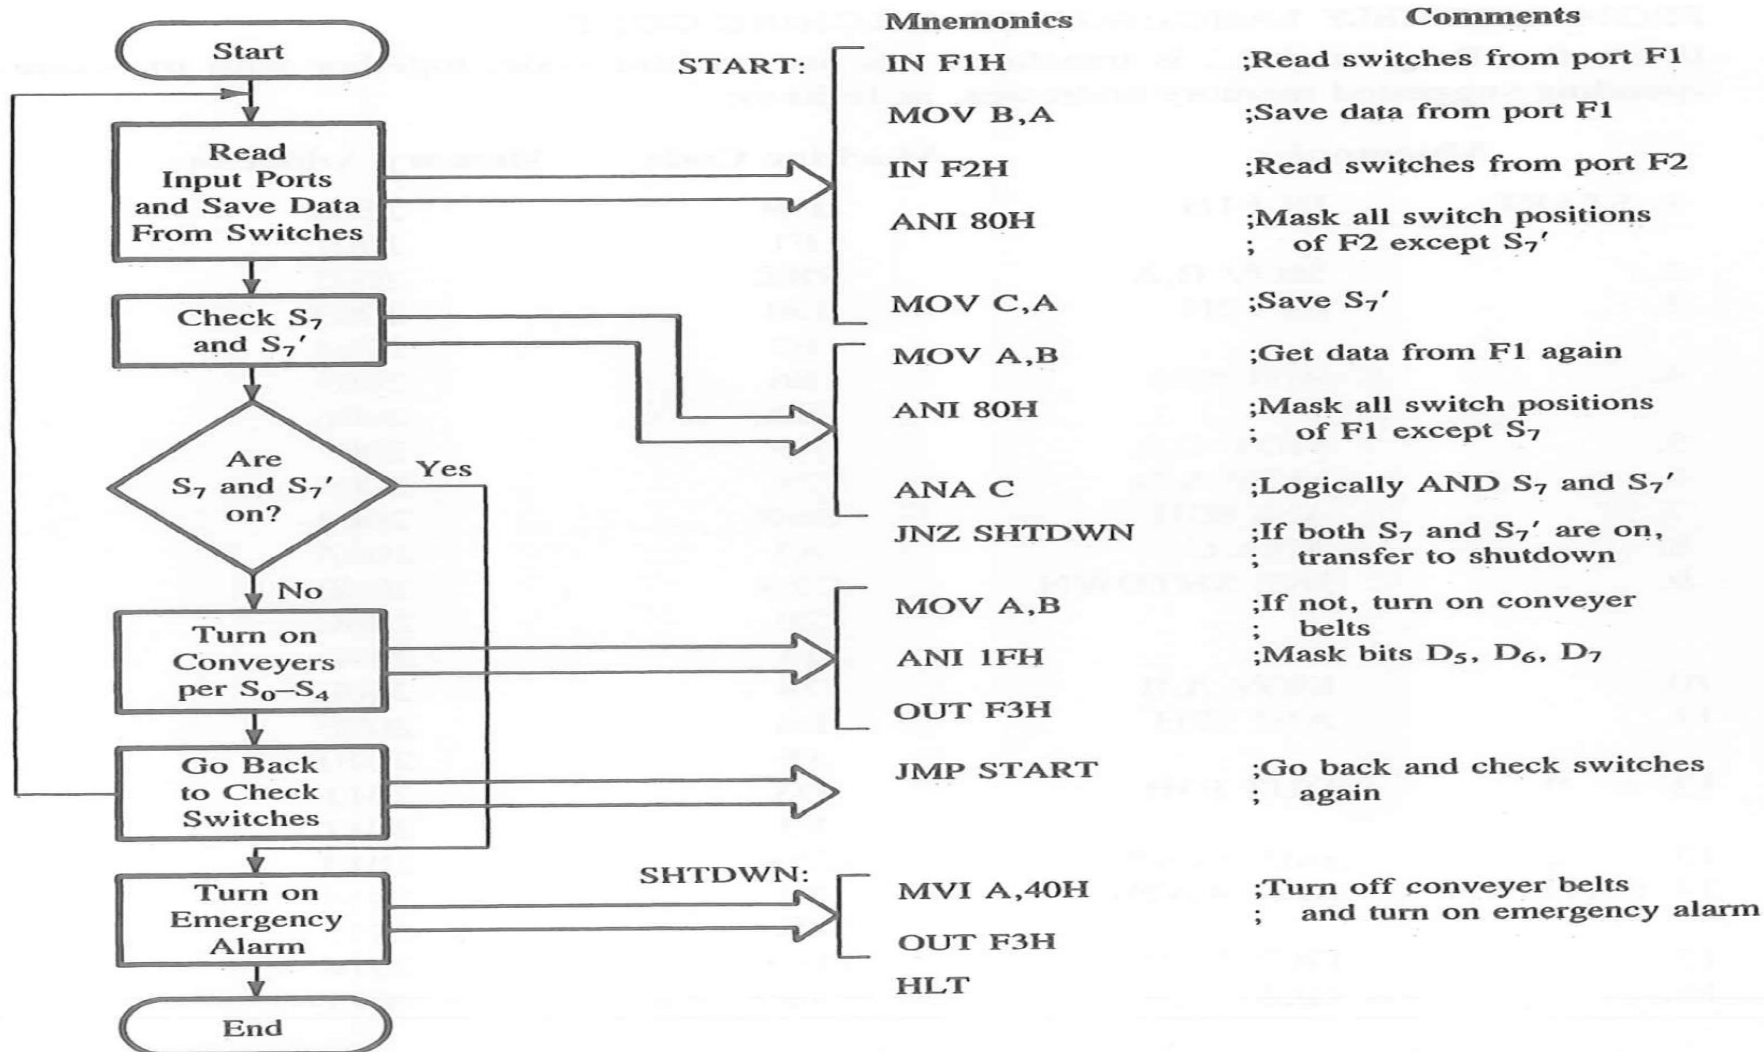 Start
Read
Input Ports
and Save Data
From Switches
Check S₇
and S₇′
Are
S₇ and S₇′
on?
Yes
No
Turn on
Conveyers
per S₀–S₄
Go Back
to Check
Switches
Turn on
Emergency
Alarm
End
Mnemonics Comments
START: IN F1H ;Read switches from port F1
MOV B,A ;Save data from port F1
IN F2H ;Read switches from port F2
ANI 80H ;Mask all switch positions
; of F2 except S₇′
MOV C,A ;Save S₇′
MOV A,B ;Get data from F1 again
ANI 80H ;Mask all switch positions
; of F1 except S₇
ANA C ;Logically AND S₇ and S₇′
JNZ SHTDWN ;If both S₇ and S₇′ are on,
; transfer to shutdown
MOV A,B ;If not, turn on conveyer
; belts
ANI 1FH ;Mask bits D₅, D₆, D₇
OUT F3H
JMP START ;Go back and check switches
; again
SHTDWN: MVI A,40H ;Turn off conveyer belts
; and turn on emergency alarm
OUT F3H
HLT